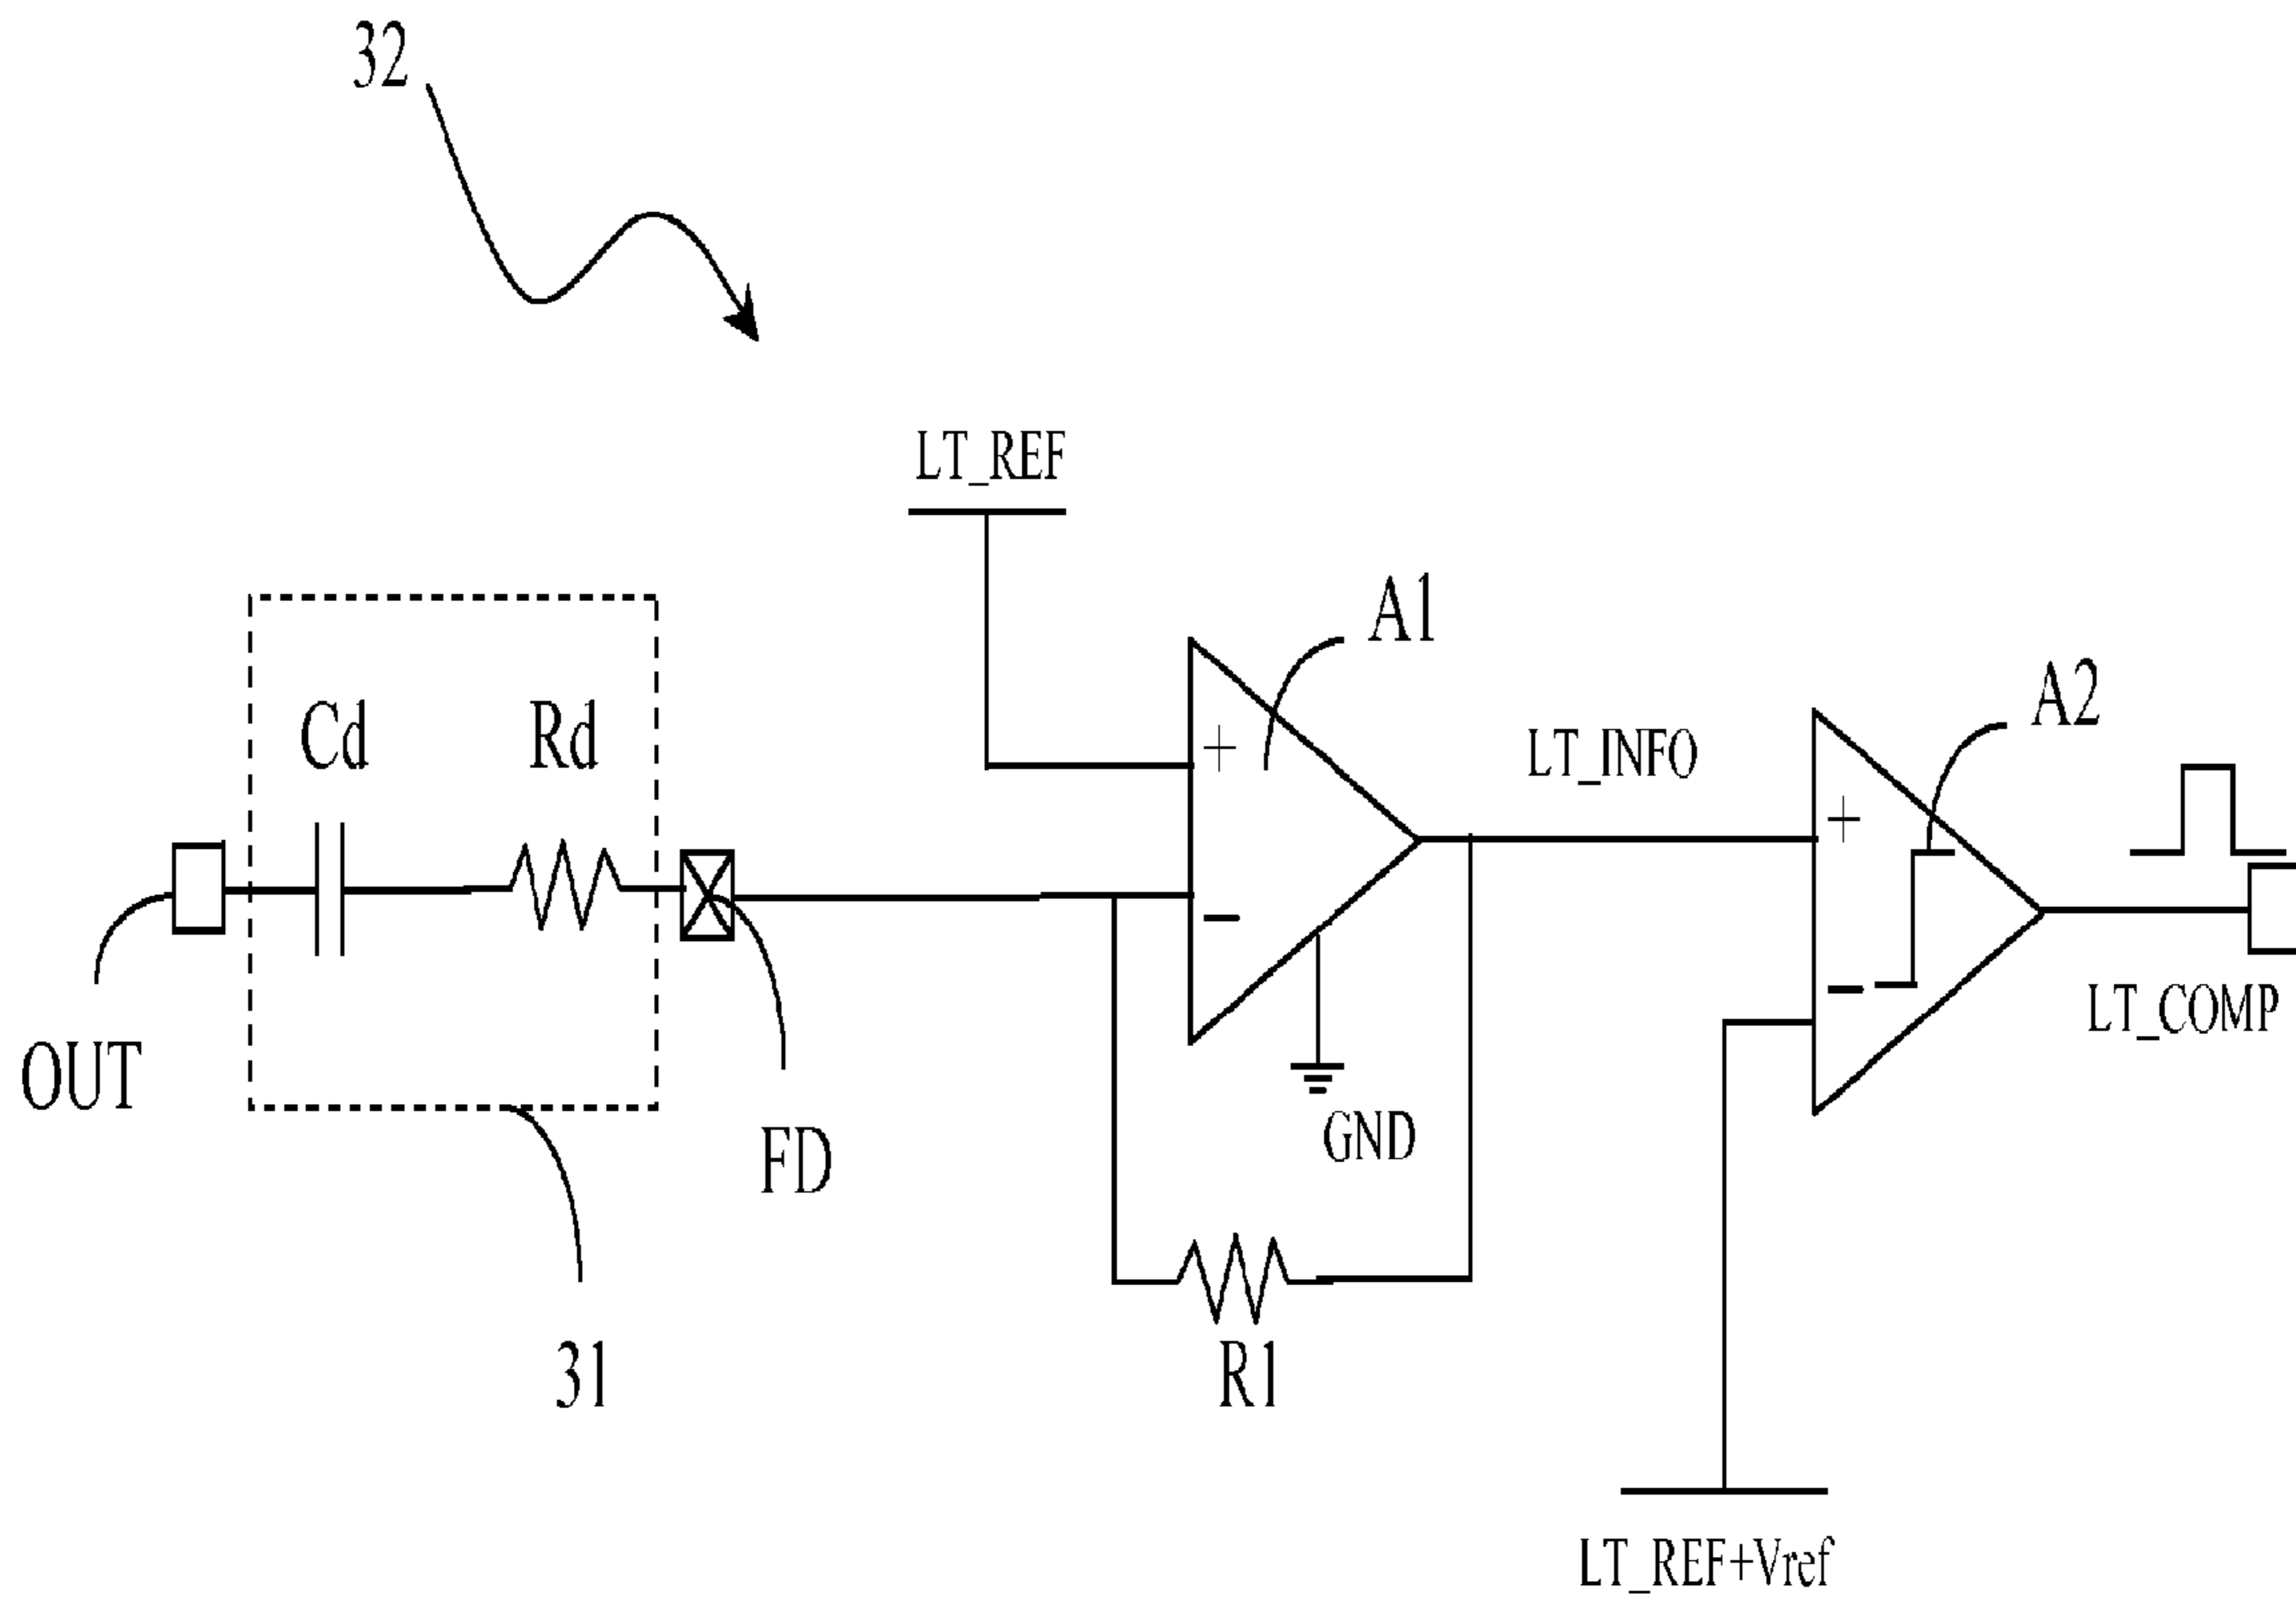 32
LT_REF
A1
A2
Cd
Rd
LT_INFO
+
+
-
-
LT_COMP
OUT
FD
GND
31
R1
LT_REF+Vref